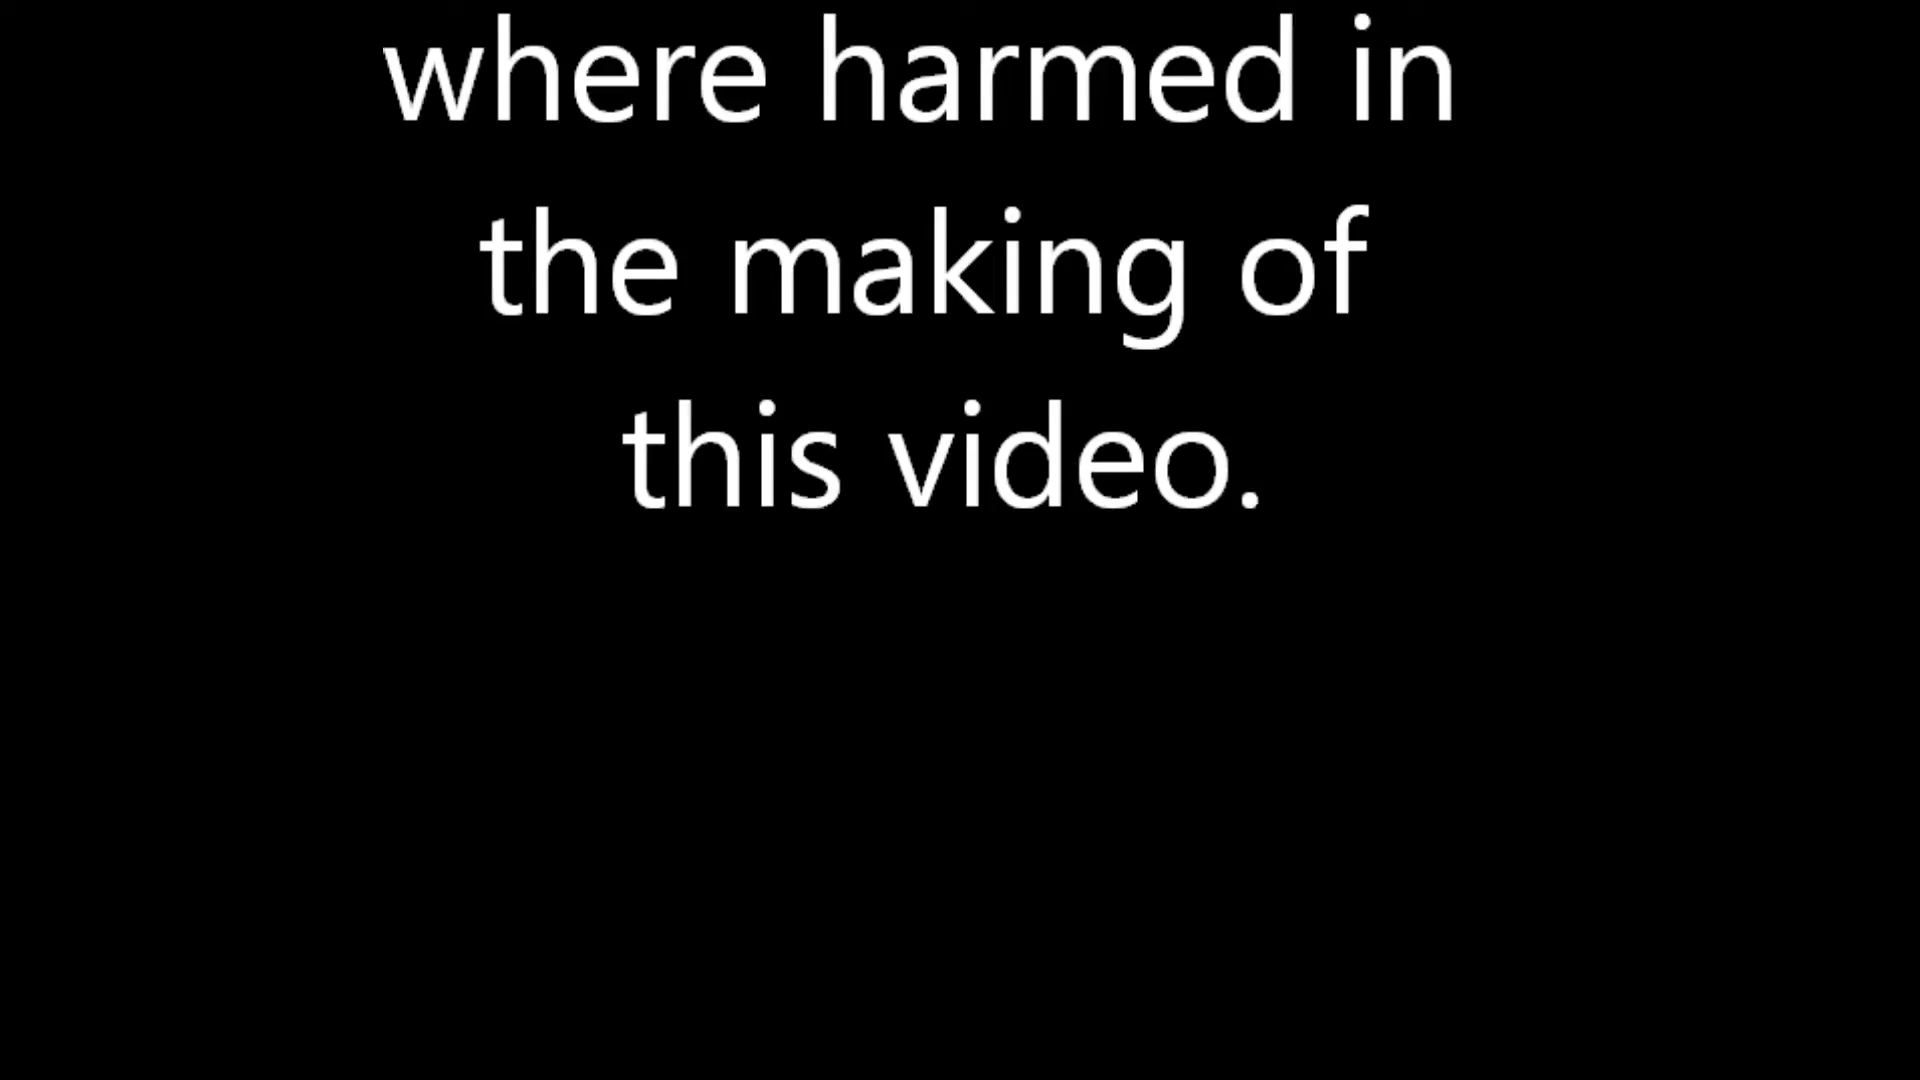 where harmed in
the making of
this video.